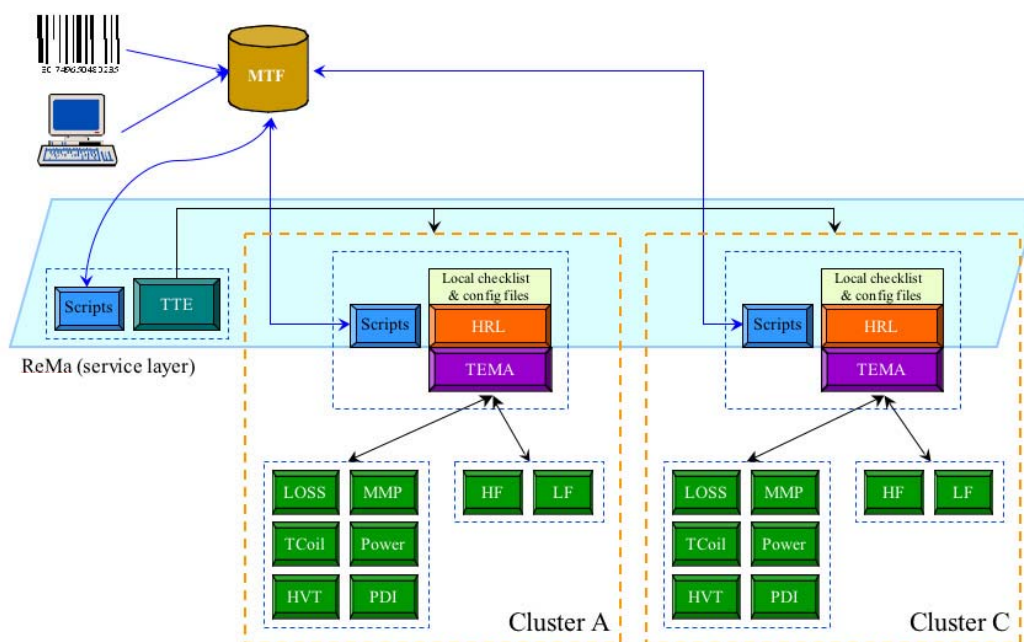 30 749650480235
MTF
Scripts
TTE
ReMa (service layer)
Local checklist
& config files
Scripts
HRL
TEMA
LOSS
MMP
HF
LF
TCoil
Power
HVT
PDI
Cluster A
Local checklist
& config files
Scripts
HRL
TEMA
LOSS
MMP
HF
LF
TCoil
Power
HVT
PDI
Cluster C